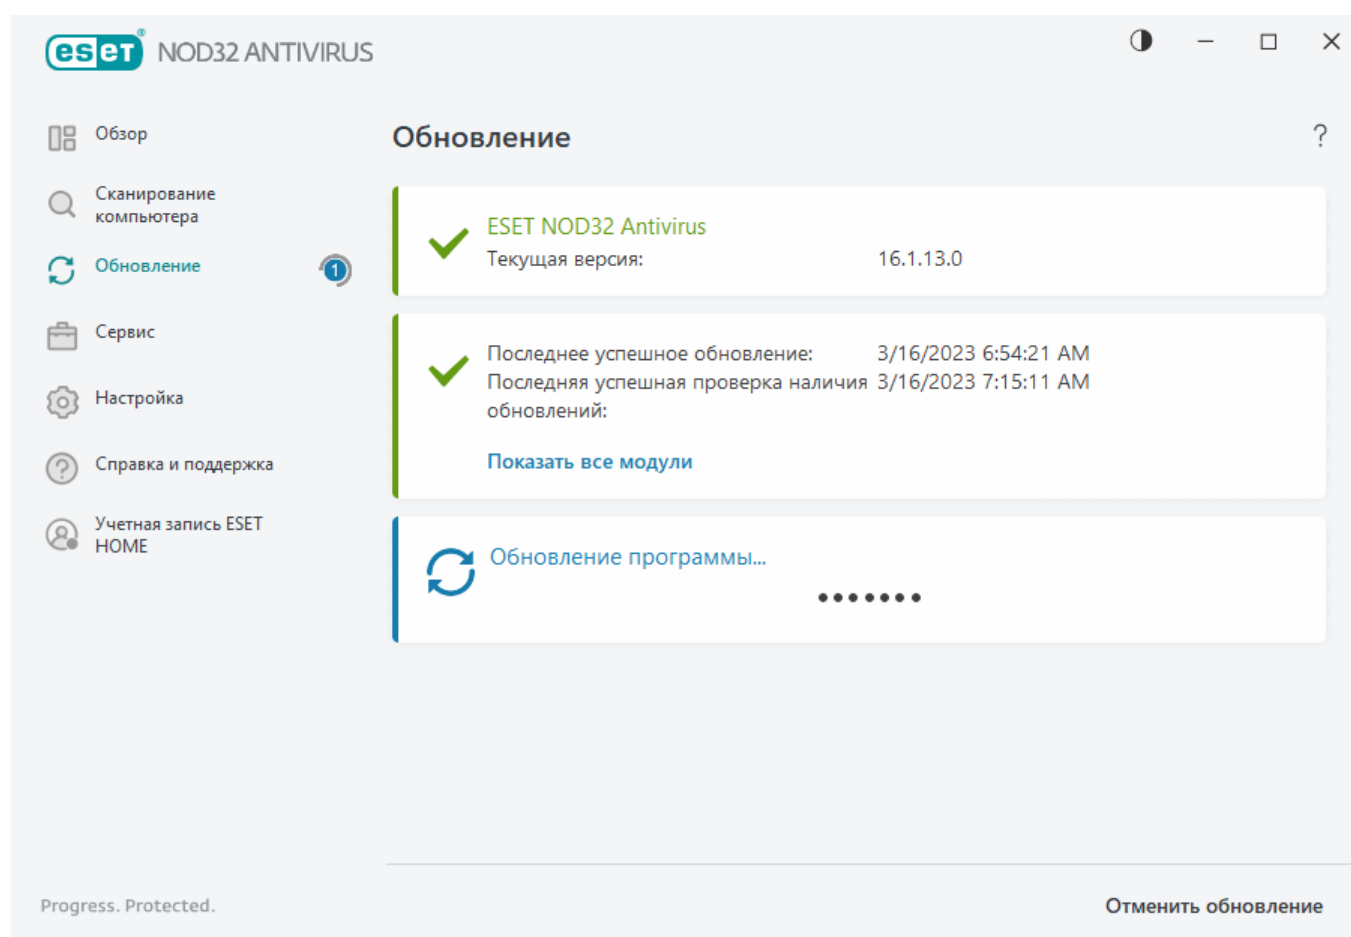 eset® NOD32 ANTIVIRUS
Обзор
Сканирование
компьютера
Обновление
1
Сервис
Настройка
Справка и поддержка
?
Учетная запись ESET
HOME
Обновление
?
ESET NOD32 Antivirus
Текущая версия: 16.1.13.0
Последнее успешное обновление: 3/16/2023 6:54:21 AM
Последняя успешная проверка наличия 3/16/2023 7:15:11 AM
обновлений:
Показать все модули
Обновление программы...
Progress. Protected.
Отменить обновление